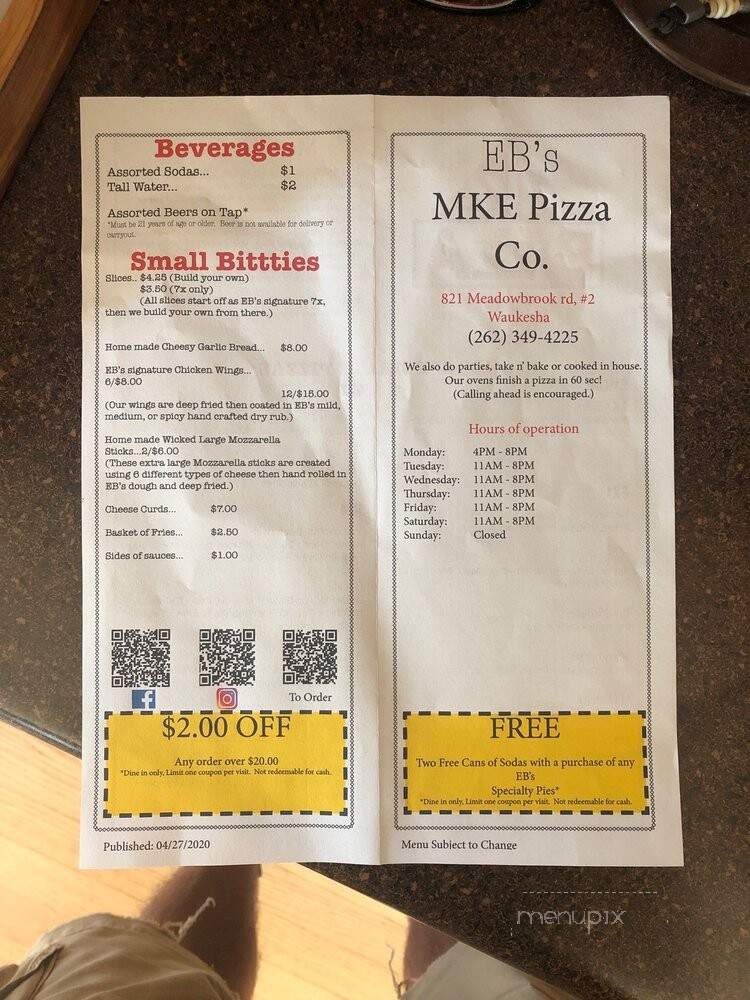 Beverages
Assorted Sodas... $1
Tall Water... $2
Assorted Beers on Tap*
*Must be 21 years of age or older. Beer is not available for delivery or
carryout.
Small Bittties
Slices.. $4.25 (Build your own)
$3.50 (7x only)
(All slices start off as EB's signature 7x,
then we build your own from there.)
Home made Cheesy Garlic Bread... $8.00
EB's signature Chicken Wings...
6/$8.00
12/$15.00
(Our wings are deep fried then coated in EB's mild,
medium, or spicy hand crafted dry rub.)
Home made Wicked Large Mozzarella
Sticks...2/$6.00
(These extra large Mozzarella sticks are created
using 6 different types of cheese then hand rolled in
EB's dough and deep fried.)
Cheese Curds... $7.00
Basket of Fries... $2.50
Sides of sauces... $1.00
To Order
$2.00 OFF
Any order over $20.00
*Dine in only, Limit one coupon per visit. Not redeemable for cash.
Published: 04/27/2020
EB's
MKE Pizza
Co.
821 Meadowbrook rd, #2
Waukesha
(262) 349-4225
We also do parties, take n' bake or cooked in house.
Our ovens finish a pizza in 60 sec!
(Calling ahead is encouraged.)
Hours of operation
Monday: 4PM - 8PM
Tuesday: 11AM - 8PM
Wednesday: 11AM - 8PM
Thursday: 11AM - 8PM
Friday: 11AM - 8PM
Saturday: 11AM - 8PM
Sunday: Closed
FREE
Two Free Cans of Sodas with a purchase of any
EB's
Specialty Pies*
*Dine in only, Limit one coupon per visit. Not redeemable for cash.
Menu Subject to Change
menupix